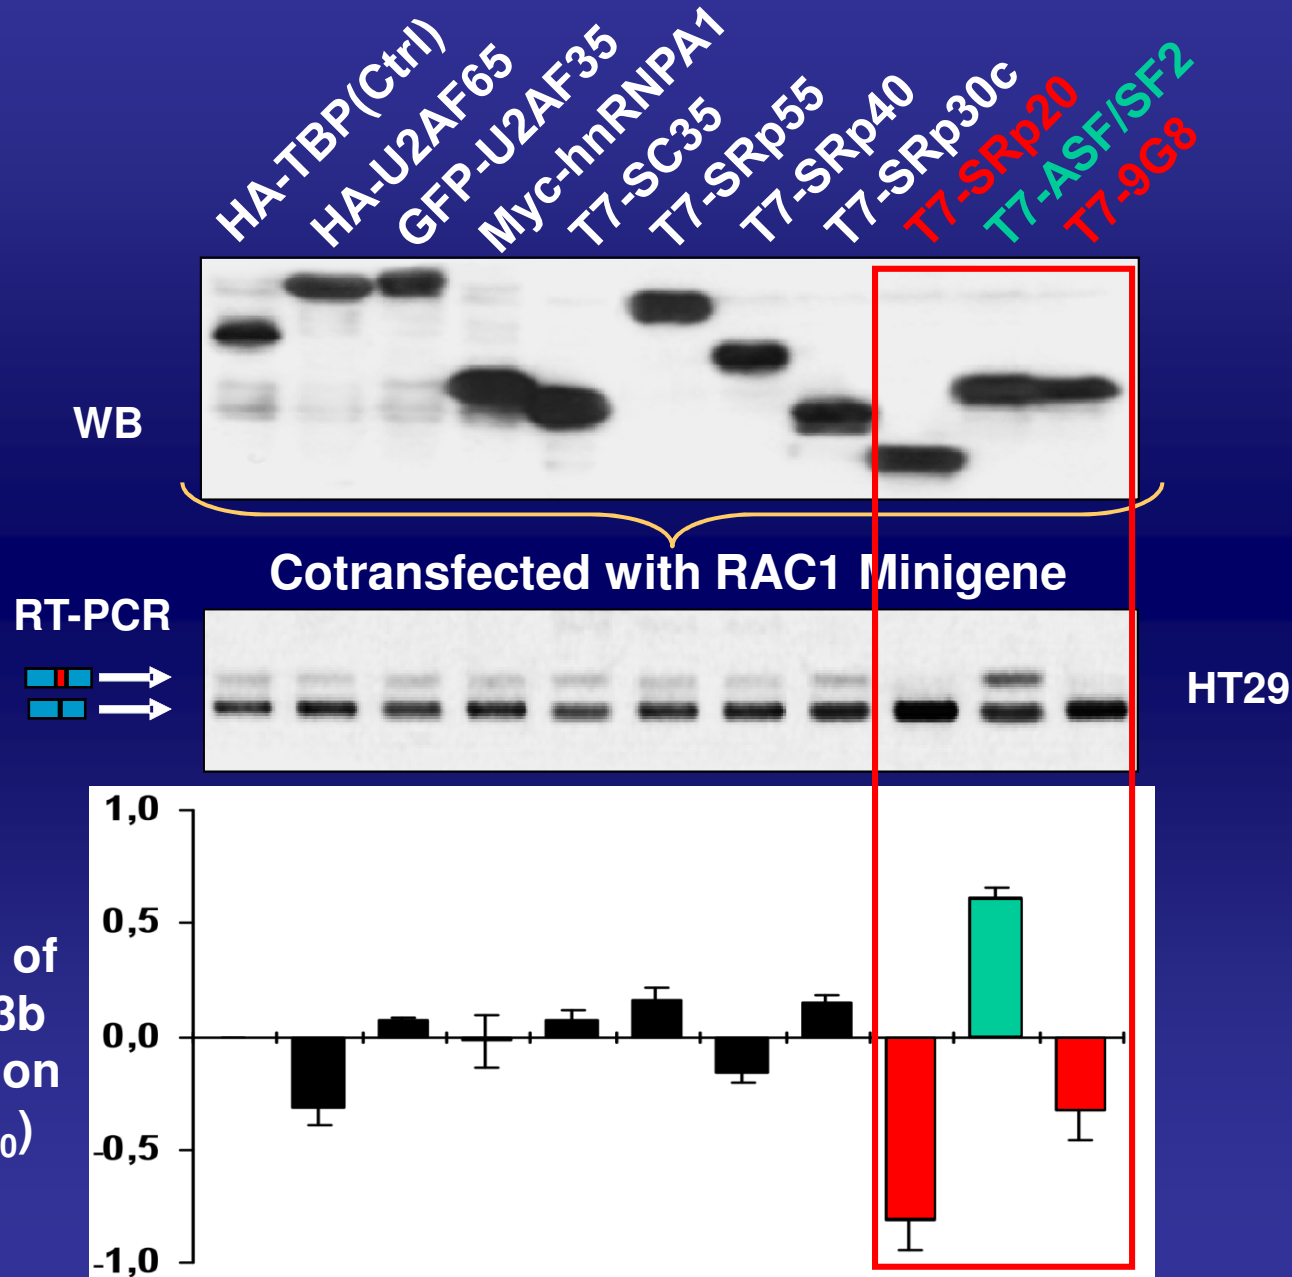 HA-TBP(Ctrl)
HA-U2AF65
GFP-U2AF35
Myc-hnRNPA1
T7-SC35
T7-SRp55
T7-SRp40
T7-SRp30c
T7-SRp20
T7-ASF/SF2
T7-9G8
WB
Cotransfected with RAC1 Minigene
RT-PCR
HT29
1,0
0,5
of
3b
0,0
on
0)
-0,5
-1,0